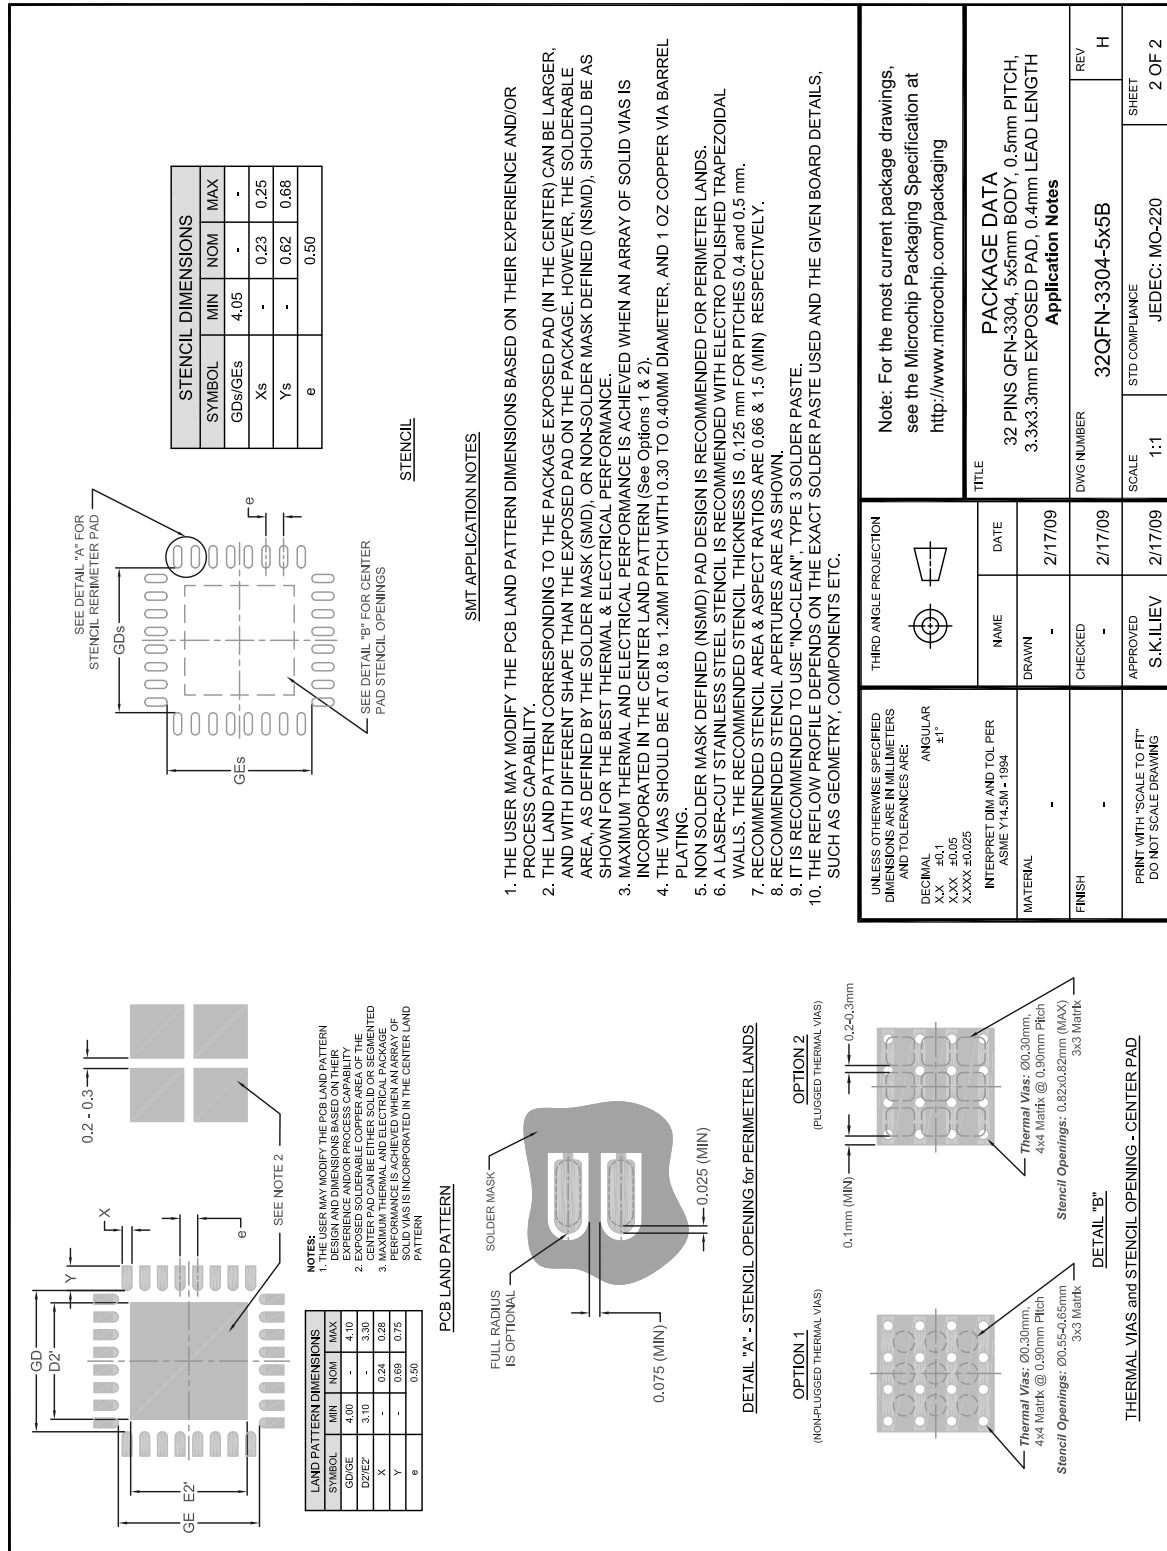 GD
D2'
Y
X
e
GE
E2'
0.2 - 0.3
SEE NOTE 2
LAND PATTERN DIMENSIONS
SYMBOL MIN NOM MAX
GD/GE 4.00 - 4.10
D2'/E2' 3.10 - 3.30
X - 0.24 0.28
Y - 0.69 0.75
e 0.50
NOTES:
1. THE USER MAY MODIFY THE PCB LAND PATTERN
DESIGN AND DIMENSIONS BASED ON THEIR
EXPERIENCE AND/OR PROCESS CAPABILITY
2. EXPOSED SOLDERABLE COPPER AREA OF THE
CENTER PAD CAN BE EITHER SOLID OR SEGMENTED
3. MAXIMUM THERMAL AND ELECTRICAL PACKAGE
PERFORMANCE IS ACHIEVED WHEN AN ARRAY OF
SOLID VIAS IS INCORPORATED IN THE CENTER LAND
PATTERN
PCB LAND PATTERN
SEE DETAIL "A" FOR
STENCIL RERIMETER PAD
GDs
GEs
e
SEE DETAIL "B" FOR CENTER
PAD STENCIL OPENINGS
STENCIL DIMENSIONS
SYMBOL MIN NOM MAX
GDs/GEs 4.05 - -
Xs - 0.23 0.25
Ys - 0.62 0.68
e 0.50
STENCIL
FULL RADIUS
IS OPTIONAL
SOLDER MASK
0.075 (MIN)
0.025 (MIN)
DETAIL "A" - STENCIL OPENING for PERIMETER LANDS
OPTION 1
(NON-PLUGGED THERMAL VIAS)
Thermal Vias: Ø0.30mm,
4x4 Matrix @ 0.90mm Pitch
Stencil Openings: Ø0.55-0.65mm
3x3 Matrix
OPTION 2
(PLUGGED THERMAL VIAS)
0.1mm (MIN)
0.2-0.3mm
Thermal Vias: Ø0.30mm,
4x4 Matrix @ 0.90mm Pitch
Stencil Openings: 0.82x0.82mm (MAX)
3x3 Matrix
DETAIL "B"
THERMAL VIAS and STENCIL OPENING - CENTER PAD
SMT APPLICATION NOTES
1. THE USER MAY MODIFY THE PCB LAND PATTERN DIMENSIONS BASED ON THEIR EXPERIENCE AND/OR
PROCESS CAPABILITY.
2. THE LAND PATTERN CORRESPONDING TO THE PACKAGE EXPOSED PAD (IN THE CENTER) CAN BE LARGER,
AND WITH DIFFERENT SHAPE THAN THE EXPOSED PAD ON THE PACKAGE. HOWEVER, THE SOLDERABLE
AREA, AS DEFINED BY THE SOLDER MASK (SMD), OR NON-SOLDER MASK DEFINED (NSMD), SHOULD BE AS
SHOWN FOR THE BEST THERMAL & ELECTRICAL PERFORMANCE.
3. MAXIMUM THERMAL AND ELECTRICAL PERFORMANCE IS ACHIEVED WHEN AN ARRAY OF SOLID VIAS IS
INCORPORATED IN THE CENTER LAND PATTERN (See Options 1 & 2).
4. THE VIAS SHOULD BE AT 0.8 to 1.2MM PITCH WITH 0.30 TO 0.40MM DIAMETER, AND 1 OZ COPPER VIA BARREL
PLATING.
5. NON SOLDER MASK DEFINED (NSMD) PAD DESIGN IS RECOMMENDED FOR PERIMETER LANDS.
6. A LASER-CUT STAINLESS STEEL STENCIL IS RECOMMENDED WITH ELECTRO POLISHED TRAPEZOIDAL
WALLS. THE RECOMMENDED STENCIL THICKNESS IS 0.125 mm FOR PITCHES 0.4 and 0.5 mm.
7. RECOMMENDED STENCIL AREA & ASPECT RATIOS ARE 0.66 & 1.5 (MIN) RESPECTIVELY.
8. RECOMMENDED STENCIL APERTURES ARE AS SHOWN.
9. IT IS RECOMMENDED TO USE "NO-CLEAN", TYPE 3 SOLDER PASTE.
10. THE REFLOW PROFILE DEPENDS ON THE EXACT SOLDER PASTE USED AND THE GIVEN BOARD DETAILS,
SUCH AS GEOMETRY, COMPONENTS ETC.
UNLESS OTHERWISE SPECIFIED
DIMENSIONS ARE IN MILLIMETERS
AND TOLERANCES ARE:
DECIMAL ANGULAR
X.X ±0.1 ±1°
X.XX ±0.05
X.XXX ±0.025
INTERPRET DIM AND TOL PER
ASME Y14.5M - 1994
MATERIAL
-
FINISH
-
PRINT WITH "SCALE TO FIT"
DO NOT SCALE DRAWING
THIRD ANGLE PROJECTION
NAME DATE
DRAWN
- 2/17/09
CHECKED
- 2/17/09
APPROVED
S.K.ILIEV 2/17/09
Note: For the most current package drawings,
see the Microchip Packaging Specification at
http://www.microchip.com/packaging
TITLE
PACKAGE DATA
32 PINS QFN-3304, 5x5mm BODY, 0.5mm PITCH,
3.3x3.3mm EXPOSED PAD, 0.4mm LEAD LENGTH
Application Notes
DWG NUMBER
32QFN-3304-5x5B
REV
H
SCALE
1:1
STD COMPLIANCE
JEDEC: MO-220
SHEET
2 OF 2